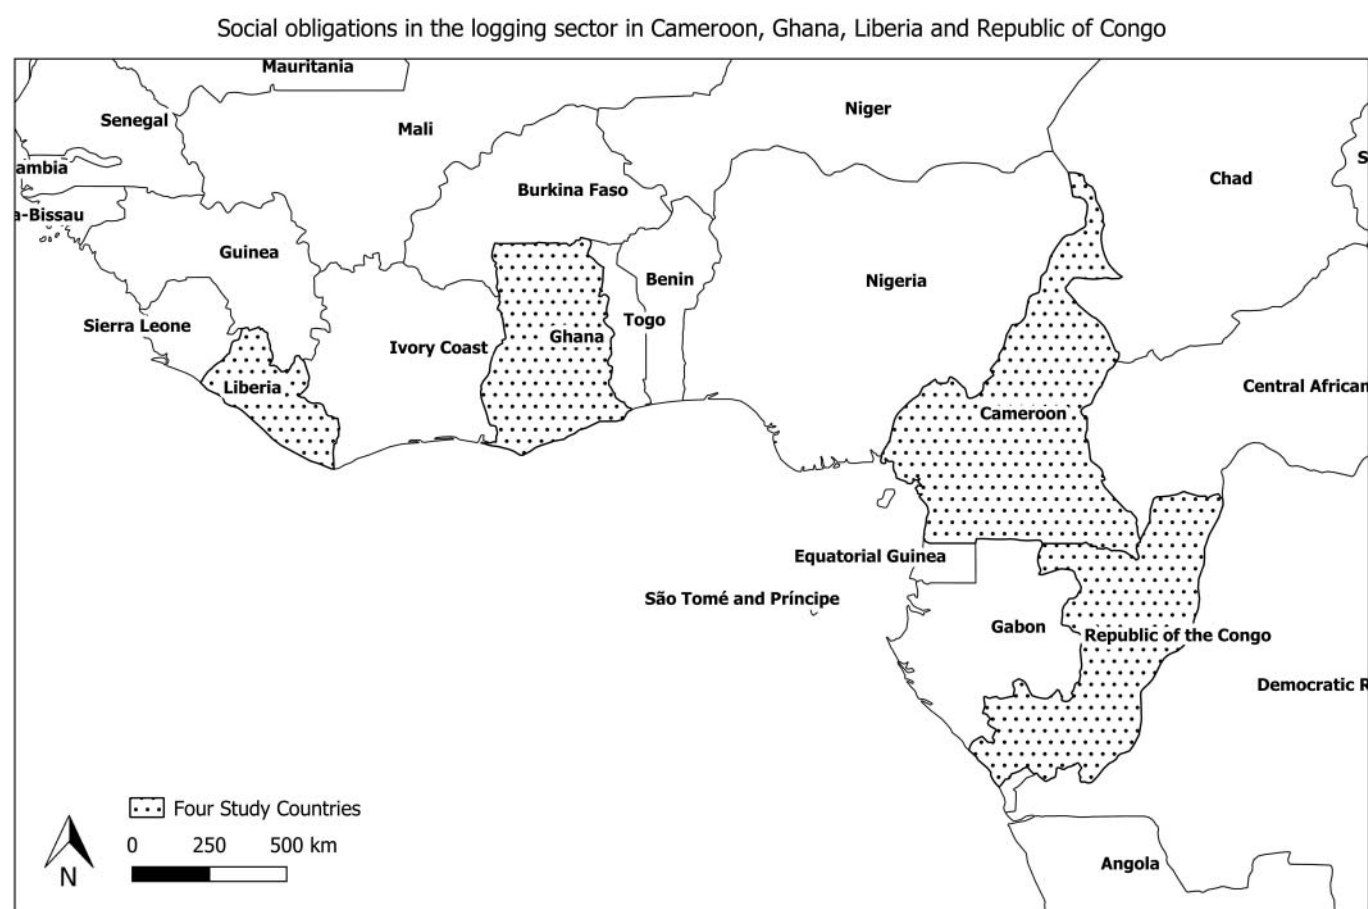 Social obligations in the logging sector in Cameroon, Ghana, Liberia and Republic of Congo
Mauritania
Senegal
Mali
Niger
ambia
S
Chad
Burkina Faso
a-Bissau
Guinea
Benin
Nigeria
Sierra Leone
Togo
Ghana
Ivory Coast
Liberia
Central African
Cameroon
Equatorial Guinea
São Tomé and Príncipe
Gabon
Republic of the Congo
Democratic R
Four Study Countries
0 250 500 km
Angola
N